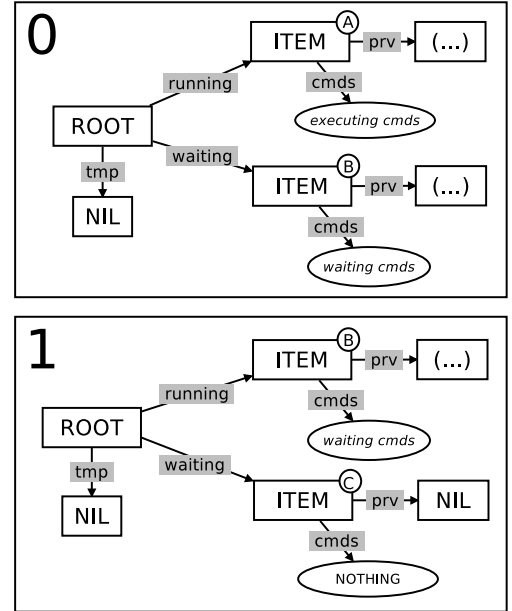 0
A
ITEM
prv
(...)
running
cmds
executing cmds
ROOT
waiting
B
ITEM
prv
(...)
tmp
NIL
cmds
waiting cmds
1
B
ITEM
prv
(...)
running
cmds
waiting cmds
ROOT
waiting
C
ITEM
prv
NIL
tmp
NIL
cmds
NOTHING